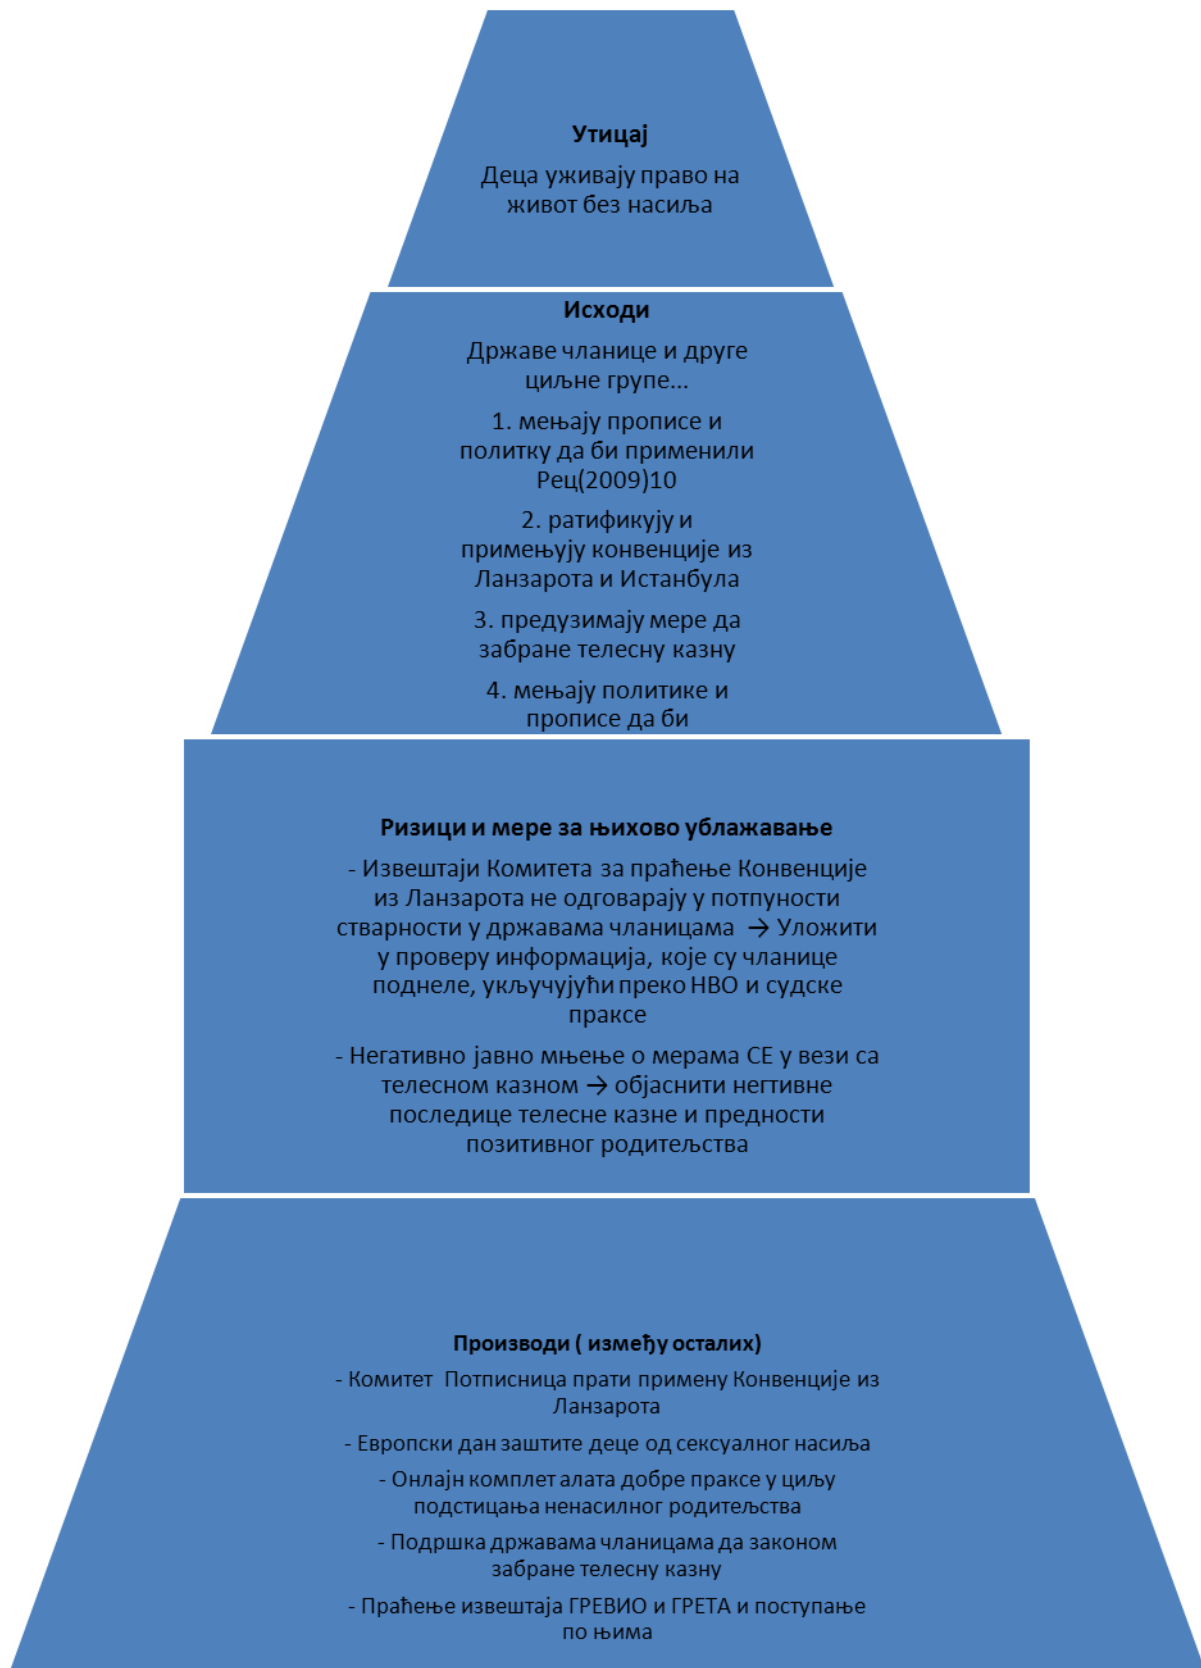 Утицај
Деца уживају право на
живот без насиља
Исходи
Државе чланице и друге
циљне групе...
1. мењају прописе и
политку да би применили
Рец(2009)10
2. ратификују и
примењују конвенције из
Ланзарота и Истанбула
3. предузимају мере да
забране телесну казну
4. мењају политике и
прописе да би
Ризици и мере за њихово ублажавање
- Извештаји Комитета за праћење Конвенције
из Ланзарота не одговарају у потпуности
стварности у државама чланицама → Уложити
у проверу информација, које су чланице
поднеле, укључујући преко НВО и судске
праксе
- Негативно јавно мњење о мерама СЕ у вези са
телесном казном → објаснити негтивне
последице телесне казне и предности
позитивног родитељства
Производи ( између осталих)
- Комитет Потписница прати примену Конвенције из
Ланзарота
- Европски дан заштите деце од сексуалног насиља
- Онлајн комплет алата добре праксе у циљу
подстицања ненасилног родитељства
- Подршка државама чланицама да законом
забране телесну казну
- Праћење извештаја ГРЕВИО и ГРЕТА и поступање
по њима